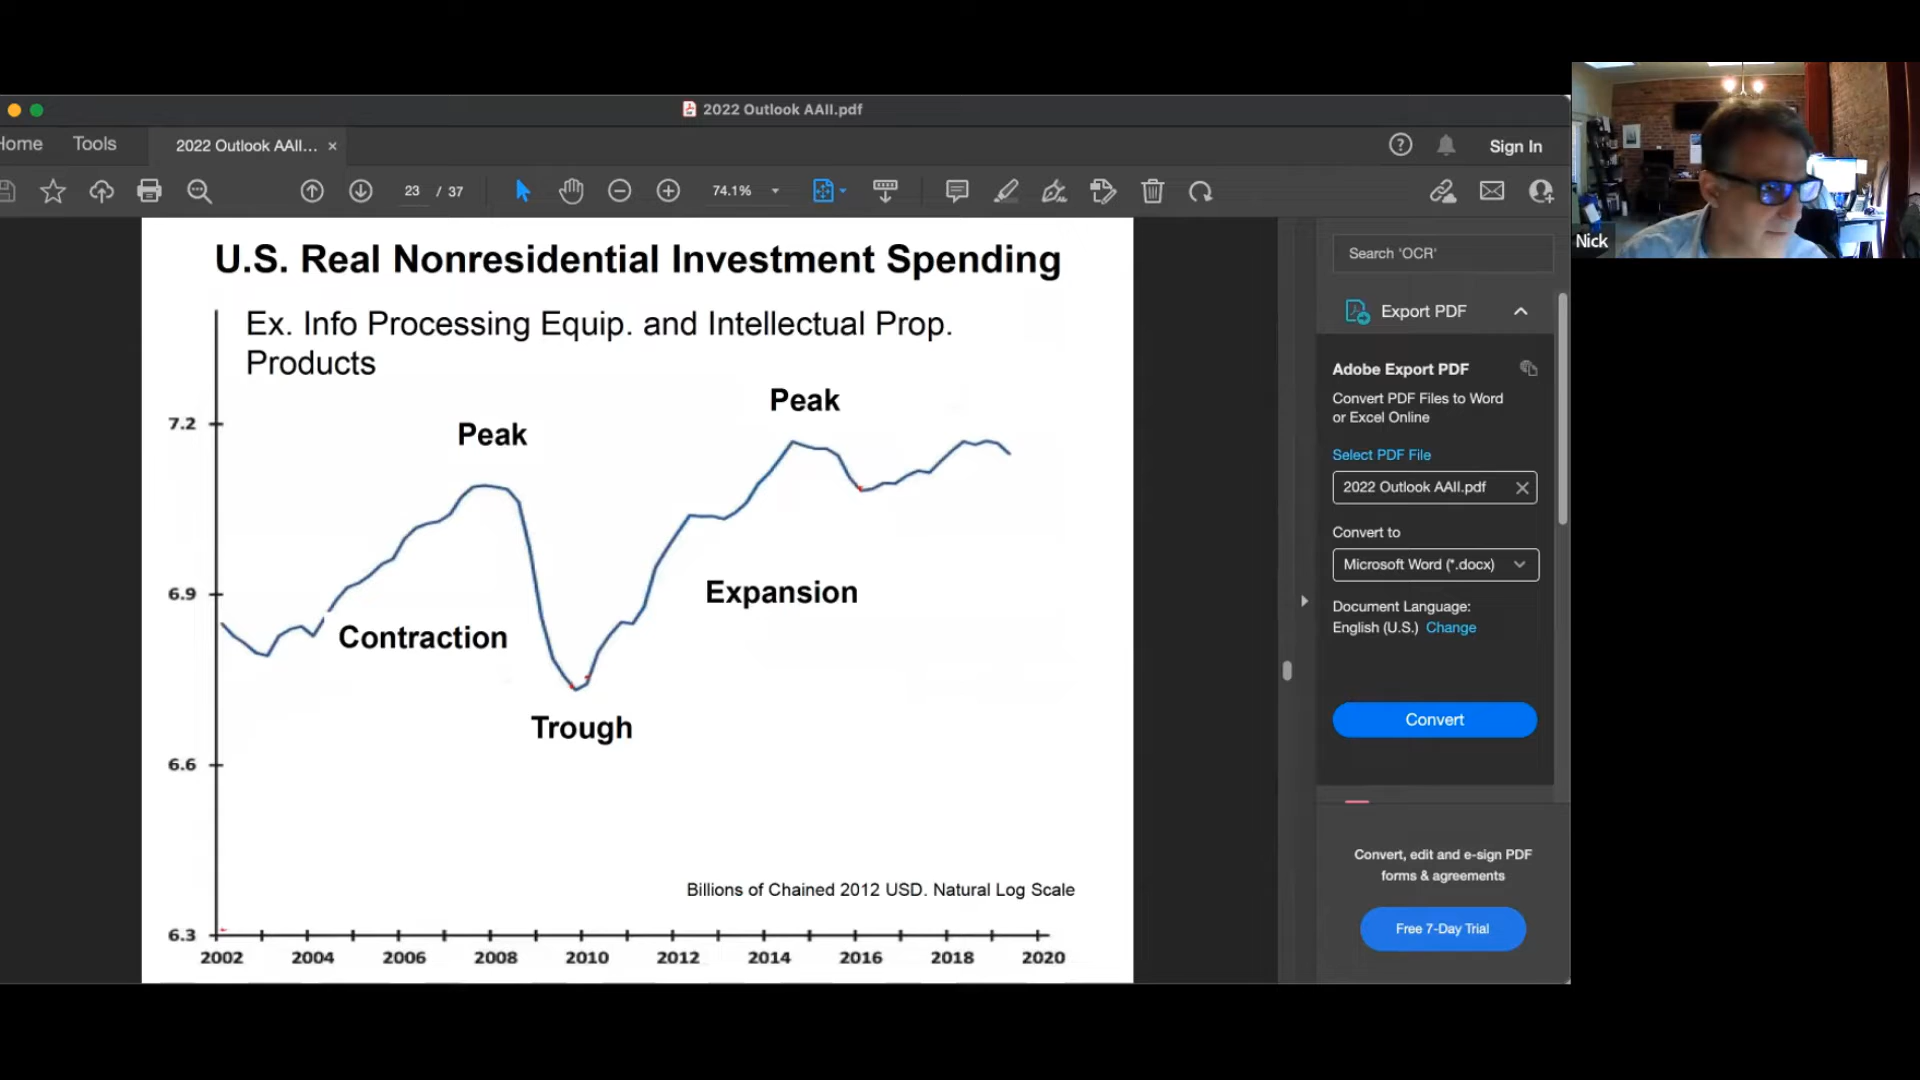 2022 Outlook AAII.pdf
Home
Tools
2022 Outlook AAII... ×
Sign In
23 / 37
74.1%
Nick
U.S. Real Nonresidential Investment Spending
Ex. Info Processing Equip. and Intellectual Prop.
Products
Peak
Peak
7.2
6.9
Expansion
Contraction
Trough
6.6
Billions of Chained 2012 USD. Natural Log Scale
6.3
2002 2004 2006 2008 2010 2012 2014 2016 2018 2020
Search 'OCR'
Export PDF
Adobe Export PDF
Convert PDF Files to Word
or Excel Online
Select PDF File
2022 Outlook AAII.pdf
Convert to
Microsoft Word (*.docx)
Document Language:
English (U.S.) Change
Convert
Convert, edit and e-sign PDF
forms & agreements
Free 7-Day Trial